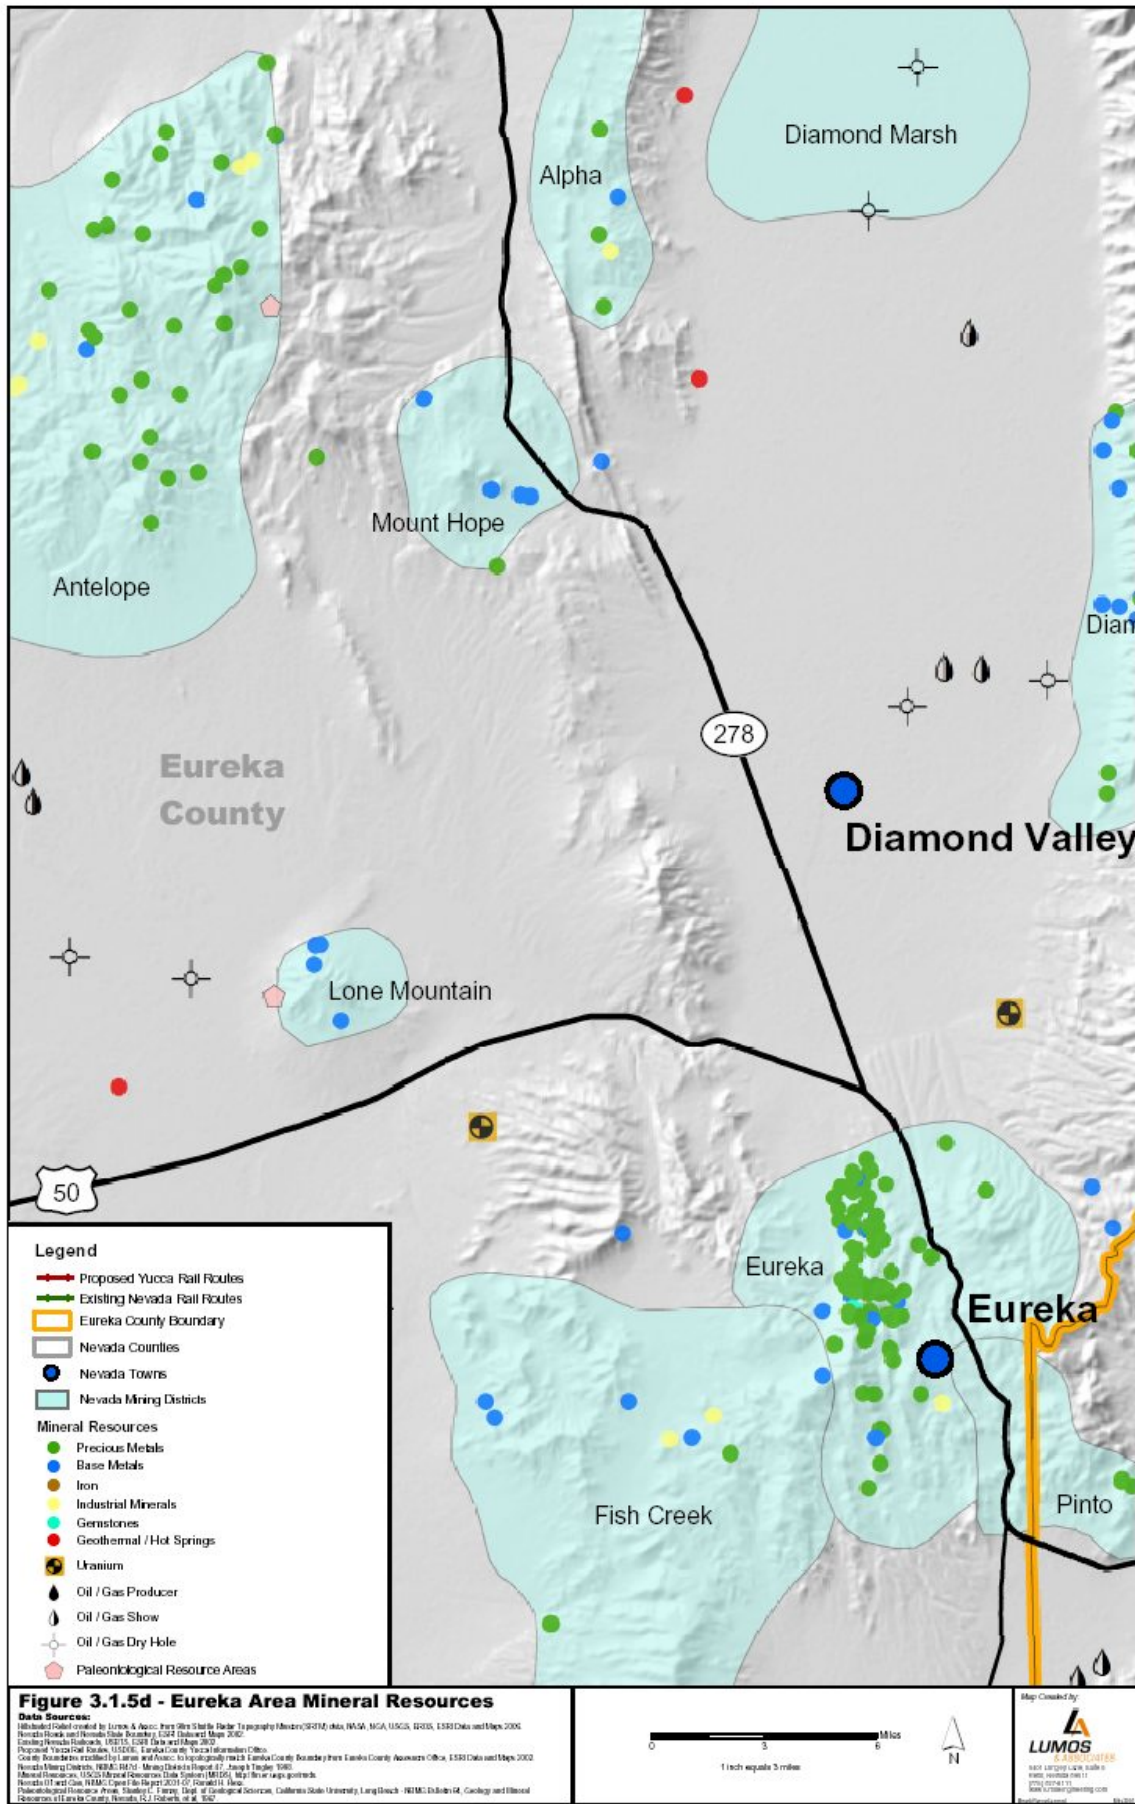 Diamond Marsh
Alpha
Mount Hope
Antelope
Diam
278
Eureka
County
Diamond Valley
Lone Mountain
50
Eureka
Eureka
Fish Creek
Pinto
Legend
Proposed Yucca Rail Routes
Existing Nevada Rail Routes
Eureka County Boundary
Nevada Counties
Nevada Towns
Nevada Mining Districts
Mineral Resources
Precious Metals
Base Metals
Iron
Industrial Minerals
Gemstones
Geothermal / Hot Springs
Uranium
Oil / Gas Producer
Oil / Gas Show
Oil / Gas Dry Hole
Paleontological Resource Areas
Figure 3.1.5d - Eureka Area Mineral Resources
Data Sources:
Miles
0 3 6
1 inch equals 3 miles
N
Map Created by:
LUMOS
& ASSOCIATES